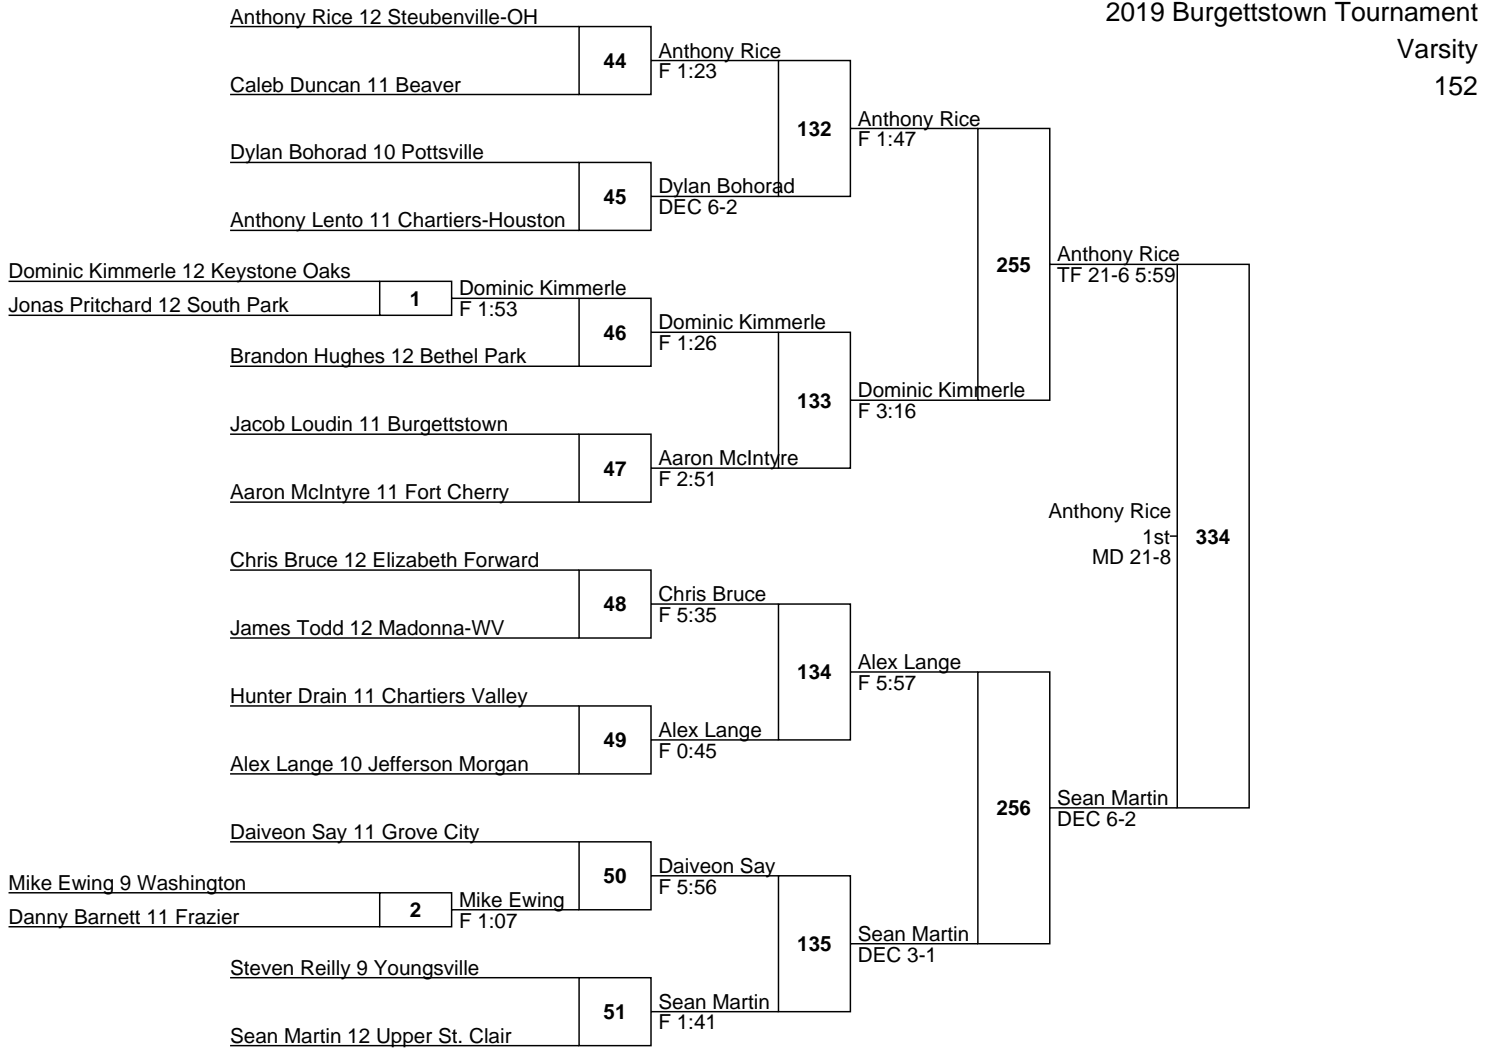 2019 Burgettstown Tournament
Varsity
152
Anthony Rice 12 Steubenville-OH
44
Caleb Duncan 11 Beaver
Anthony Rice
F 1:23
132
Dylan Bohorad 10 Pottsville
45
Anthony Lento 11 Chartiers-Houston
Dylan Bohorad
DEC 6-2
Anthony Rice
F 1:47
255
Dominic Kimmerle 12 Keystone Oaks
1
Jonas Pritchard 12 South Park
Dominic Kimmerle
F 1:53
46
Brandon Hughes 12 Bethel Park
Dominic Kimmerle
F 1:26
133
Jacob Loudin 11 Burgettstown
47
Aaron McIntyre 11 Fort Cherry
Aaron McIntyre
F 2:51
Dominic Kimmerle
F 3:16
Anthony Rice
TF 21-6 5:59
Anthony Rice
1st
MD 21-8
334
Chris Bruce 12 Elizabeth Forward
48
James Todd 12 Madonna-WV
Chris Bruce
F 5:35
134
Hunter Drain 11 Chartiers Valley
49
Alex Lange 10 Jefferson Morgan
Alex Lange
F 0:45
Alex Lange
F 5:57
256
Daiveon Say 11 Grove City
50
Mike Ewing 9 Washington
2
Danny Barnett 11 Frazier
Mike Ewing
F 1:07
Daiveon Say
F 5:56
135
Steven Reilly 9 Youngsville
51
Sean Martin 12 Upper St. Clair
Sean Martin
F 1:41
Sean Martin
DEC 3-1
Sean Martin
DEC 6-2